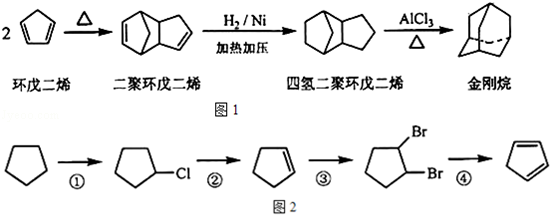 2 △ H₂ / Ni AlCl₃
加热加压 △
环戊二烯 二聚环戊二烯 四氢二聚环戊二烯 金刚烷
图1
Br
Cl Br
① ② ③ ④
图2